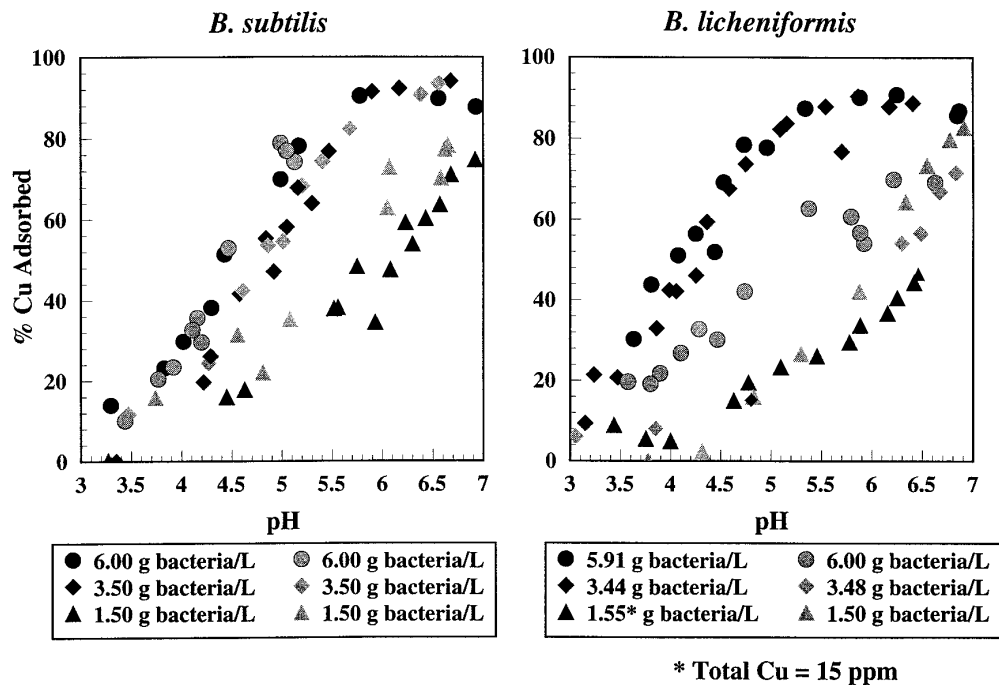 B. subtilis
B. licheniformis
% Cu Adsorbed
100
80
60
40
20
0
3 3.5 4 4.5 5 5.5 6 6.5 7
pH
100
80
60
40
20
0
3 3.5 4 4.5 5 5.5 6 6.5 7
pH
6.00 g bacteria/L 6.00 g bacteria/L
3.50 g bacteria/L 3.50 g bacteria/L
1.50 g bacteria/L 1.50 g bacteria/L
5.91 g bacteria/L 6.00 g bacteria/L
3.44 g bacteria/L 3.48 g bacteria/L
1.55* g bacteria/L 1.50 g bacteria/L
* Total Cu = 15 ppm